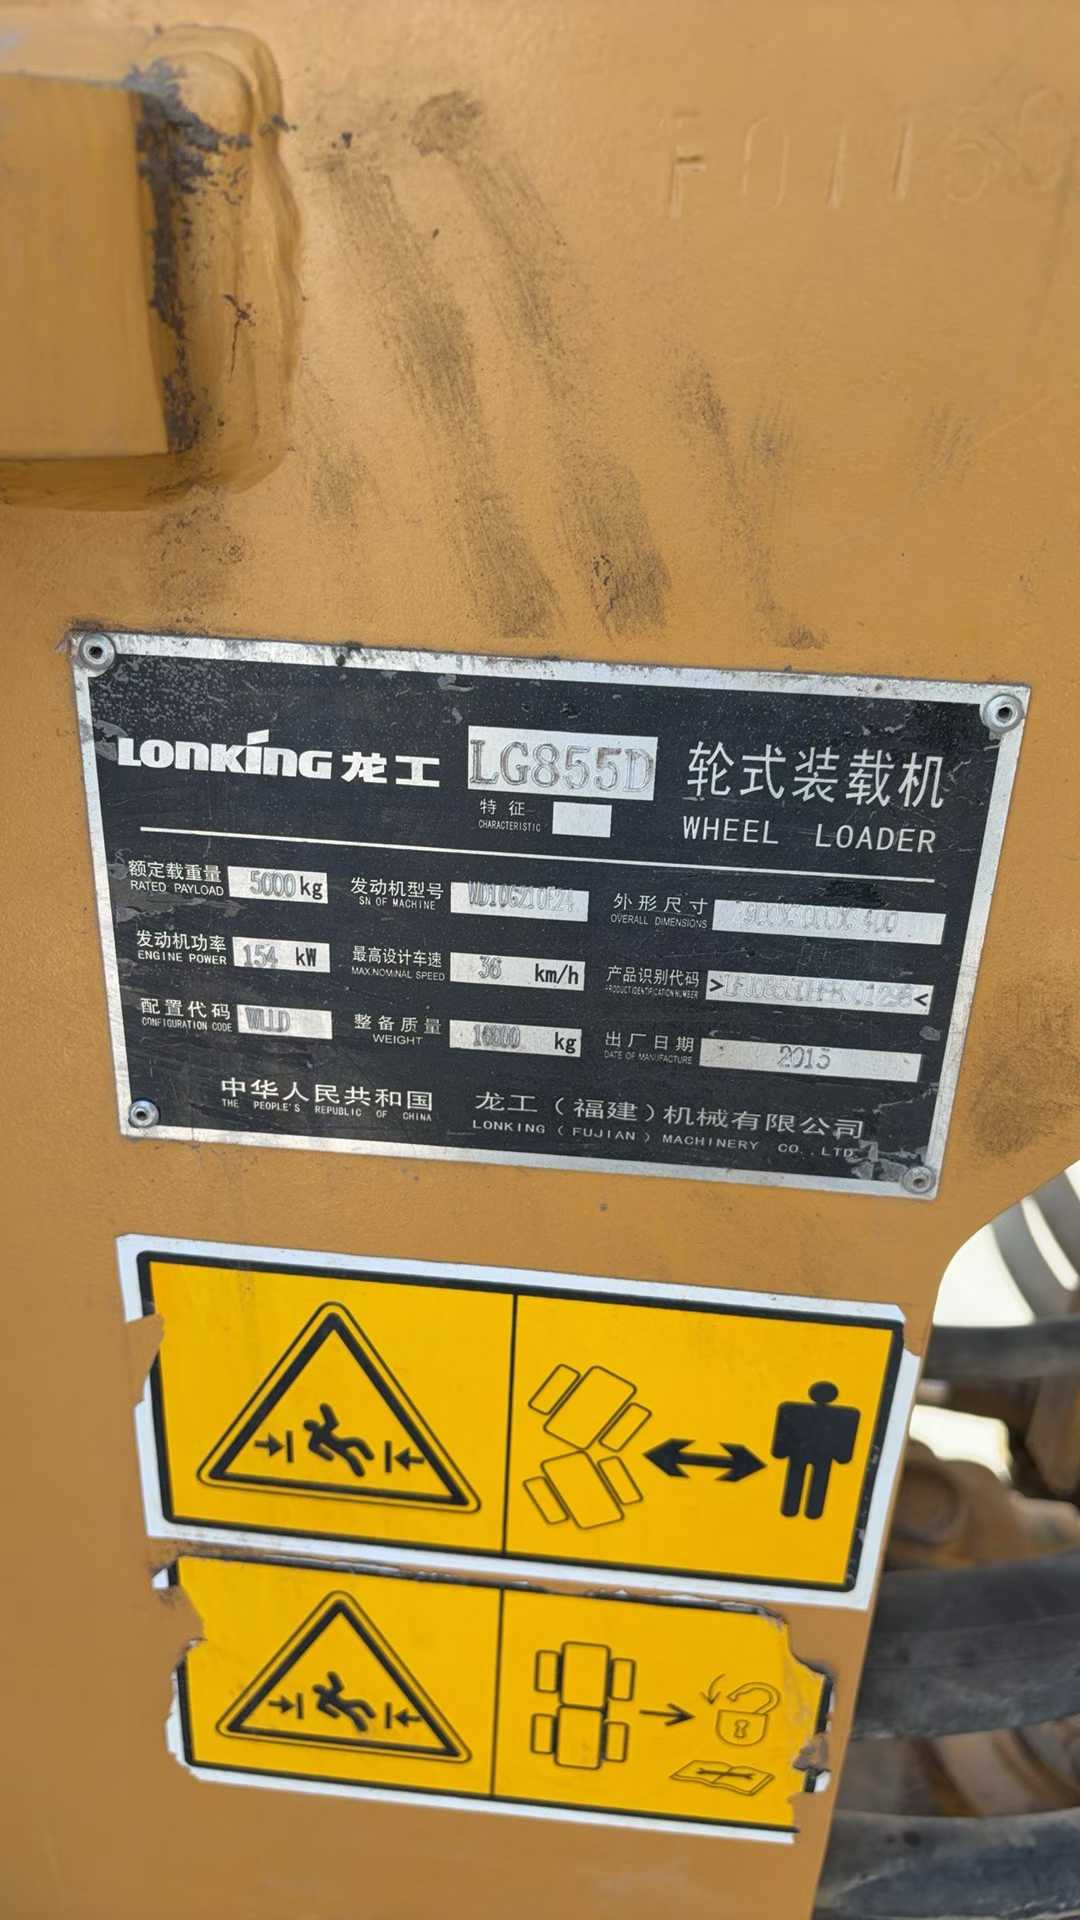 LONKING 龙工 LG855D 轮式装载机
特征
CHARACTERISTIC
WHEEL LOADER
额定载重量 5000 kg 发动机型号 外形尺寸
RATED PAYLOAD SN OF MACHINE OVERALL DIMENSIONS
发动机功率 154 kW 最高设计车速 36 km/h 产品识别代码 > <
ENGINE POWER MAX.NOMINAL SPEED PRODUCT IDENTIFICATION NUMBER
配置代码 整备质量 kg 出厂日期 2015
CONFIGURATION CODE WEIGHT DATE OF MANUFACTURE
中华人民共和国 龙工（福建）机械有限公司
THE PEOPLE'S REPUBLIC OF CHINA LONKING (FUJIAN) MACHINERY CO.,LTD.